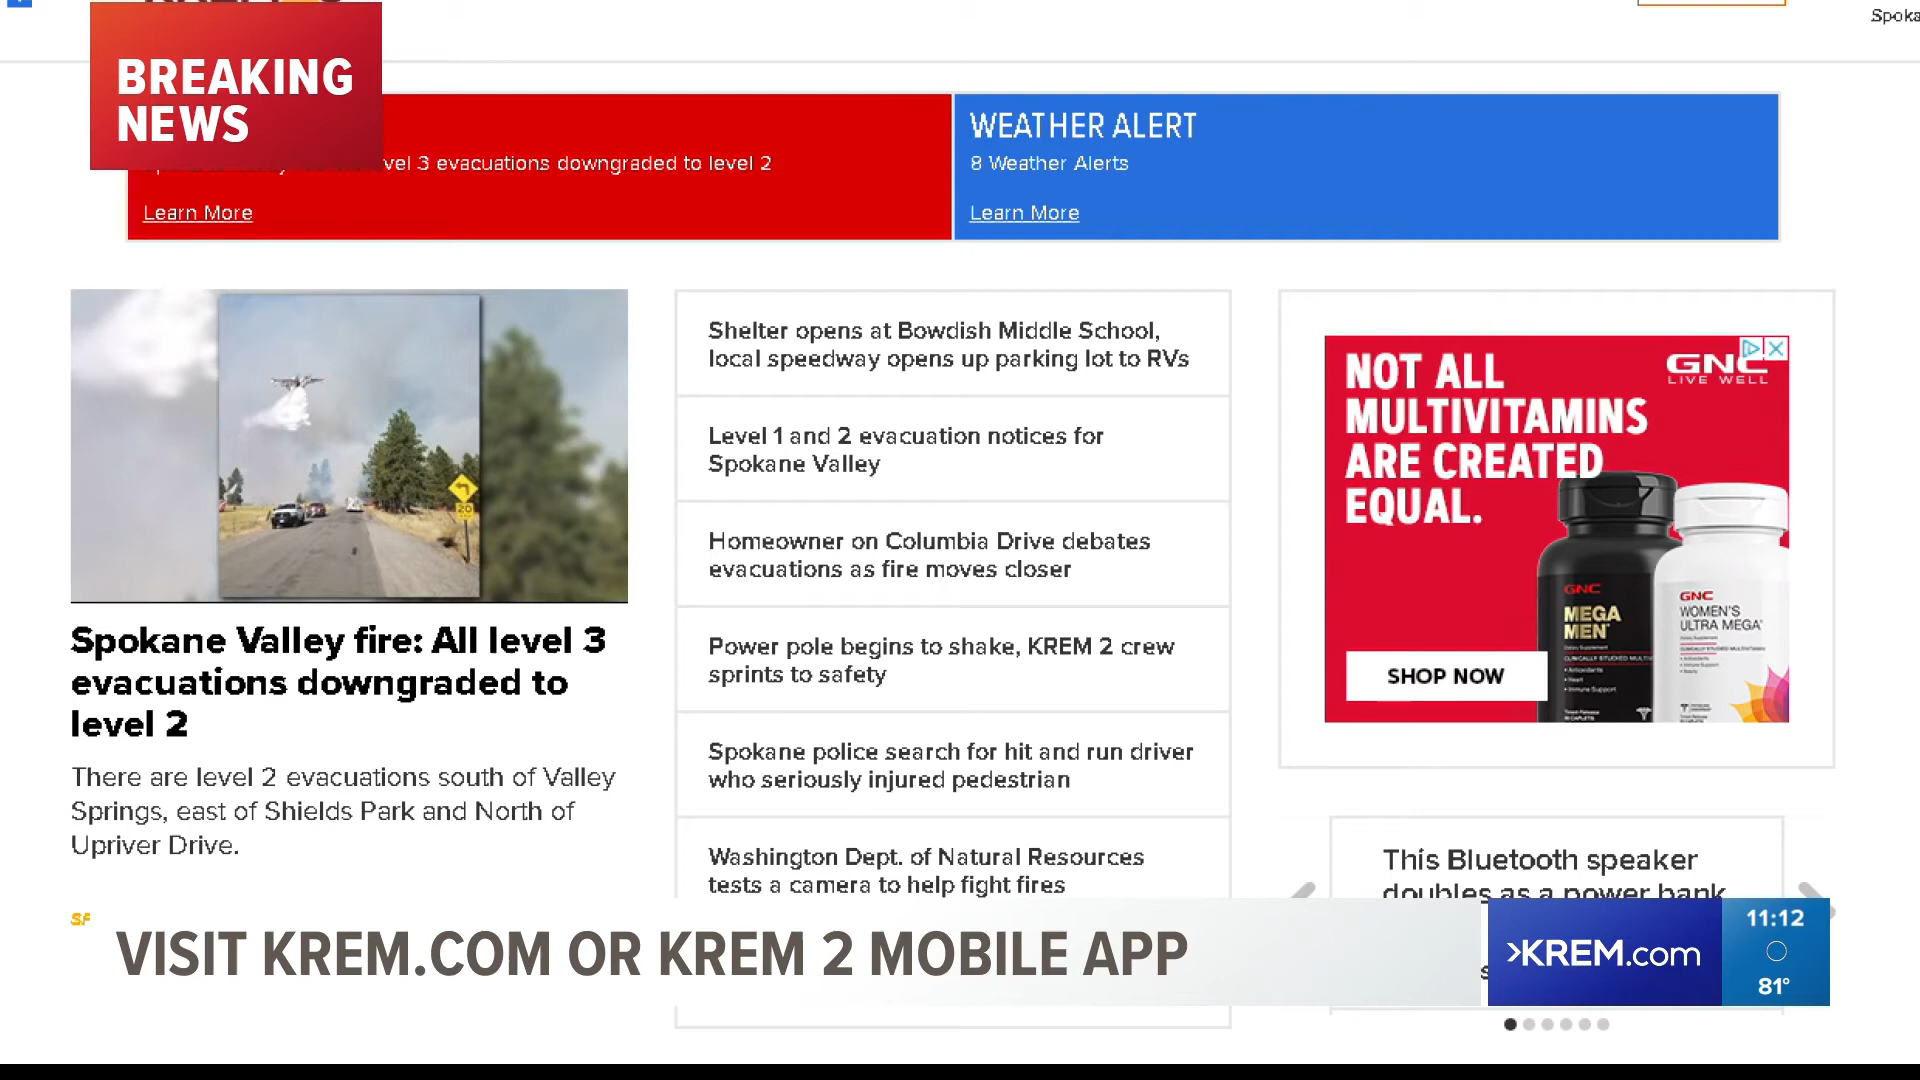 Spoka
BREAKING
NEWS
vel 3 evacuations downgraded to level 2
Learn More
WEATHER ALERT
8 Weather Alerts
Learn More
20
Spokane Valley fire: All level 3
evacuations downgraded to
level 2
There are level 2 evacuations south of Valley
Springs, east of Shields Park and North of
Upriver Drive.
Shelter opens at Bowdish Middle School,
local speedway opens up parking lot to RVs
Level 1 and 2 evacuation notices for
Spokane Valley
Homeowner on Columbia Drive debates
evacuations as fire moves closer
Power pole begins to shake, KREM 2 crew
sprints to safety
Spokane police search for hit and run driver
who seriously injured pedestrian
Washington Dept. of Natural Resources
tests a camera to help fight fires
NOT ALL
MULTIVITAMINS
ARE CREATED
EQUAL.
GNC
LIVE WELL
GNC
MEGA
MEN
GNC
WOMEN'S
ULTRA MEGA
SHOP NOW
This Bluetooth speaker
doubles as a power bank
VISIT KREM.COM OR KREM 2 MOBILE APP
KREM.com
11:12
81°